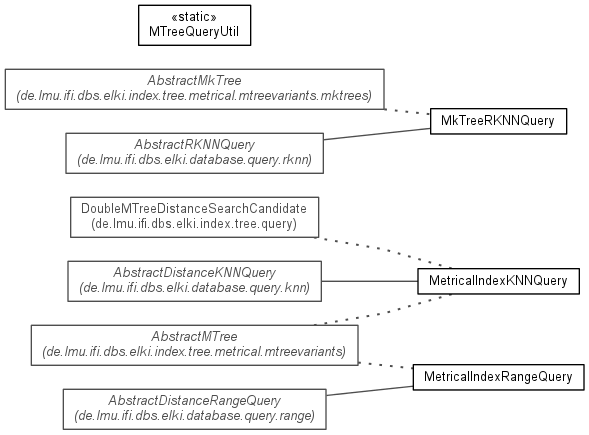 «static»
MTreeQueryUtil
AbstractMkTree
(de.lmu.ifi.dbs.elki.index.tree.metrical.mtreevariants.mktrees)
MkTreeRKNNQuery
AbstractRKNNQuery
(de.lmu.ifi.dbs.elki.database.query.rknn)
DoubleMTreeDistanceSearchCandidate
(de.lmu.ifi.dbs.elki.index.tree.query)
AbstractDistanceKNNQuery
(de.lmu.ifi.dbs.elki.database.query.knn)
MetricalIndexKNNQuery
AbstractMTree
(de.lmu.ifi.dbs.elki.index.tree.metrical.mtreevariants)
MetricalIndexRangeQuery
AbstractDistanceRangeQuery
(de.lmu.ifi.dbs.elki.database.query.range)